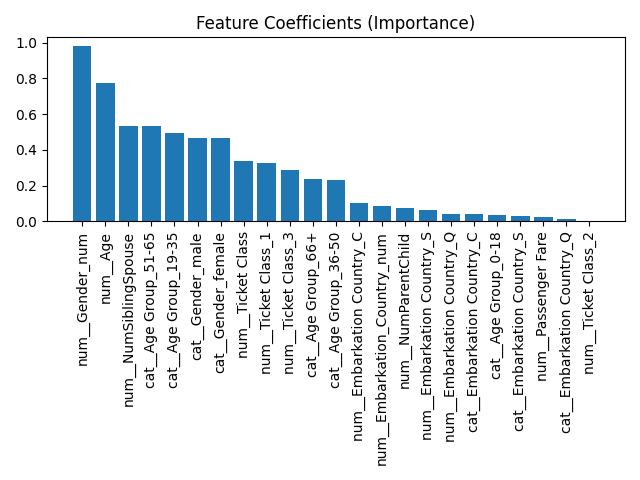 Feature Coefficients (Importance)
1.0
0.8
0.6
0.4
0.2
0.0
num__Gender_num
num__Age
num__NumSiblingSpouse
cat__Age Group_51-65
cat__Age Group_19-35
cat__Gender_male
cat__Gender_female
num__Ticket Class
num__Ticket Class_1
num__Ticket Class_3
cat__Age Group_66+
cat__Age Group_36-50
num__Embarkation Country_C
num__Embarkation_Country_num
num__NumParentChild
num__Embarkation Country_S
num__Embarkation Country_Q
cat__Embarkation Country_C
cat__Age Group_0-18
cat__Embarkation Country_S
num__Passenger Fare
cat__Embarkation Country_Q
num__Ticket Class_2